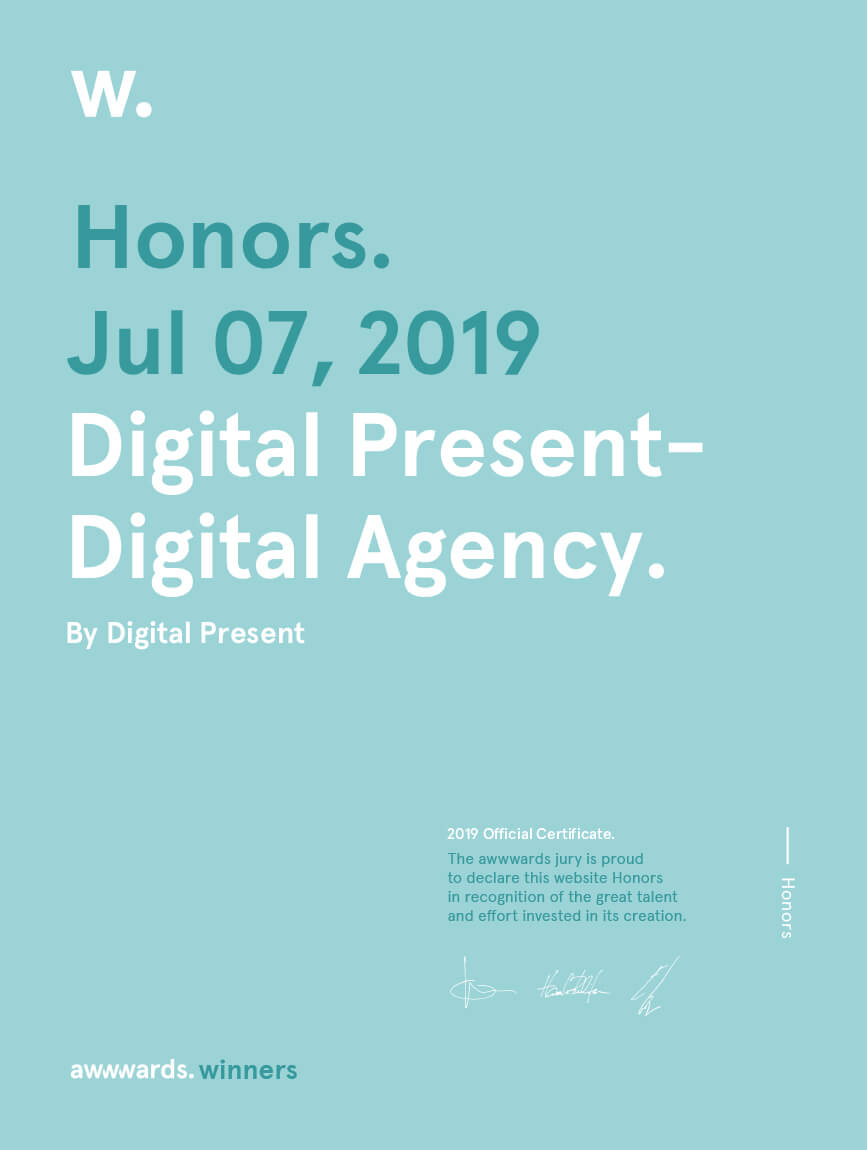 w.
Honors.
Jul 07, 2019
Digital Present-
Digital Agency.
By Digital Present
2019 Official Certificate.
The awwwards jury is proud
to declare this website Honors
in recognition of the great talent
and effort invested in its creation.
Honors
awwwards. winners